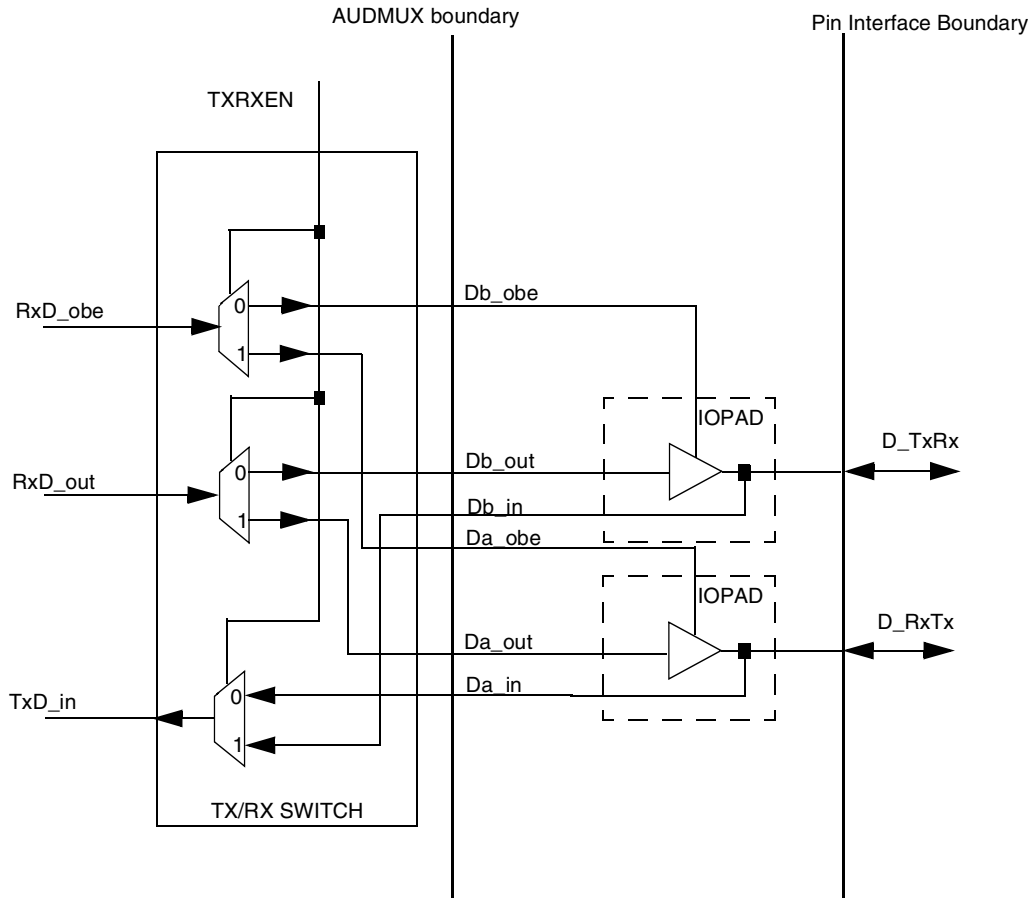 AUDMUX boundary
Pin Interface Boundary
TXRXEN
RxD_obe
0
1
Db_obe
IOPAD
D_TxRx
RxD_out
0
1
Db_out
Db_in
Da_obe
IOPAD
D_RxTx
Da_out
Da_in
TxD_in
0
1
TX/RX SWITCH